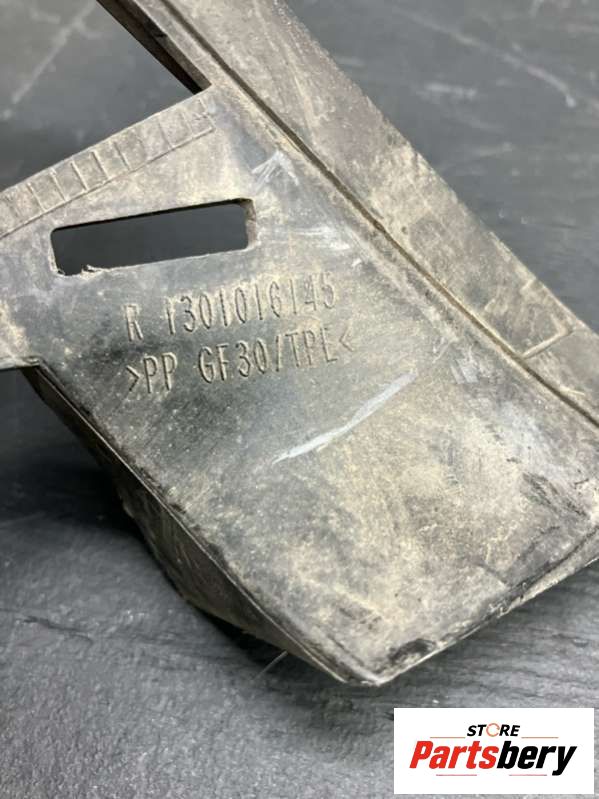 R 1301016145
>PP GF30/TPE<
STORE
Partsbery